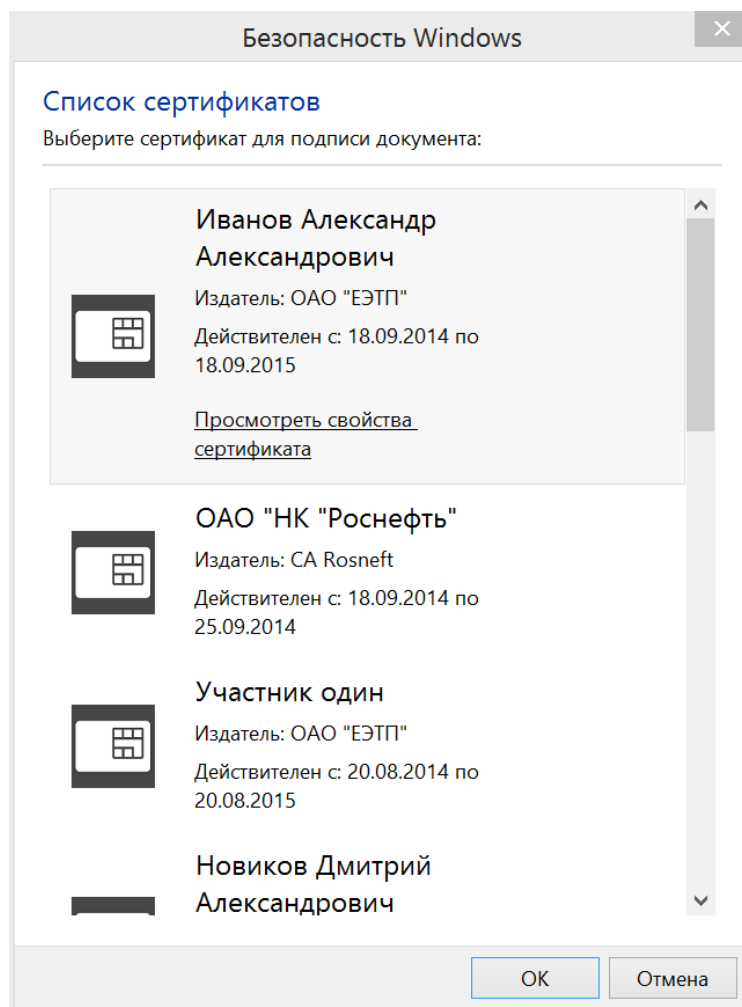 Безопасность Windows
Список сертификатов
Выберите сертификат для подписи документа:
Иванов Александр
Александрович
Издатель: ОАО "ЕЭТП"
Действителен с: 18.09.2014 по
18.09.2015
Просмотреть свойства
сертификата
ОАО "НК "Роснефть"
Издатель: CA Rosneft
Действителен с: 18.09.2014 по
25.09.2014
Участник один
Издатель: ОАО "ЕЭТП"
Действителен с: 20.08.2014 по
20.08.2015
Новиков Дмитрий
Александрович
ОК
Отмена